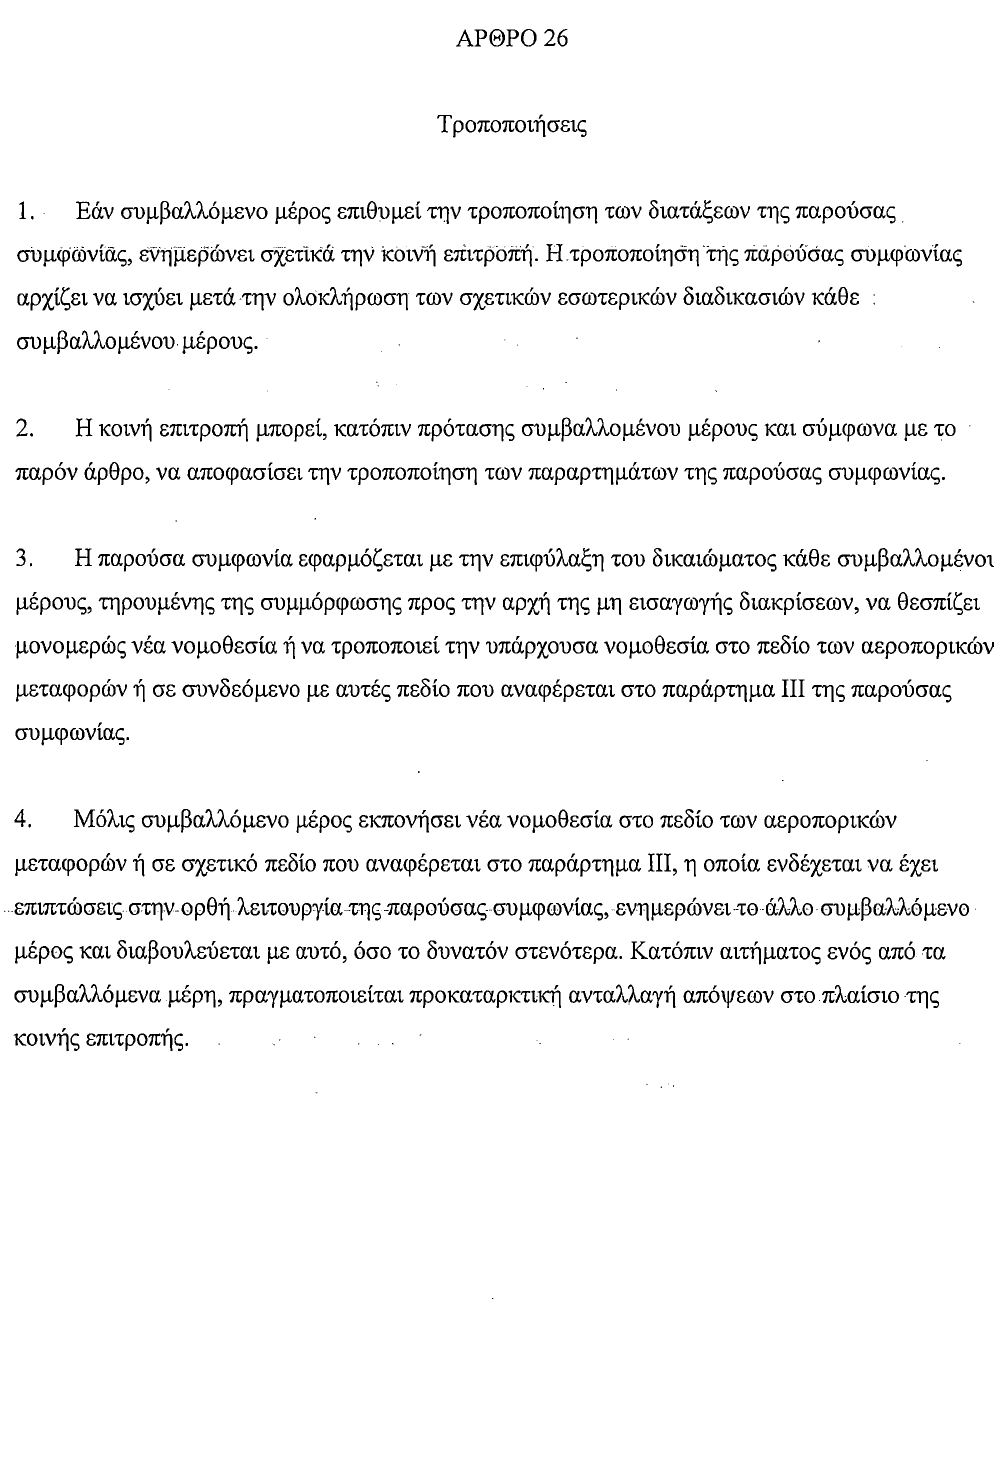 ΑΡΘΡΟ 26
Τροποποιήσεις
1. Εάν συμβαλλόμενο μέρος επιθυμεί την τροποποίηση των διατάξεων της παρούσας
συμφωνίας, ενημερώνει σχετικά την κοινή επιτροπή. Η τροποποίηση της παρούσας συμφωνίας
αρχίζει να ισχύει μετά την ολοκλήρωση των σχετικών εσωτερικών διαδικασιών κάθε
συμβαλλομένου μέρους.
2. Η κοινή επιτροπή μπορεί, κατόπιν πρότασης συμβαλλομένου μέρους και σύμφωνα με το
παρόν άρθρο, να αποφασίσει την τροποποίηση των παραρτημάτων της παρούσας συμφωνίας.
3. Η παρούσα συμφωνία εφαρμόζεται με την επιφύλαξη του δικαιώματος κάθε συμβαλλομένου
μέρους, τηρουμένης της συμμόρφωσης προς την αρχή της μη εισαγωγής διακρίσεων, να θεσπίζει
μονομερώς νέα νομοθεσία ή να τροποποιεί την υπάρχουσα νομοθεσία στο πεδίο των αεροπορικών
μεταφορών ή σε συνδεόμενο με αυτές πεδίο που αναφέρεται στο παράρτημα III της παρούσας
συμφωνίας.
4. Μόλις συμβαλλόμενο μέρος εκπονήσει νέα νομοθεσία στο πεδίο των αεροπορικών
μεταφορών ή σε σχετικό πεδίο που αναφέρεται στο παράρτημα III, η οποία ενδέχεται να έχει
επιπτώσεις στην ορθή λειτουργία της παρούσας συμφωνίας, ενημερώνει το άλλο συμβαλλόμενο
μέρος και διαβουλεύεται με αυτό, όσο το δυνατόν στενότερα. Κατόπιν αιτήματος ενός από τα
συμβαλλόμενα μέρη, πραγματοποιείται προκαταρκτική ανταλλαγή απόψεων στο πλαίσιο της
κοινής επιτροπής.